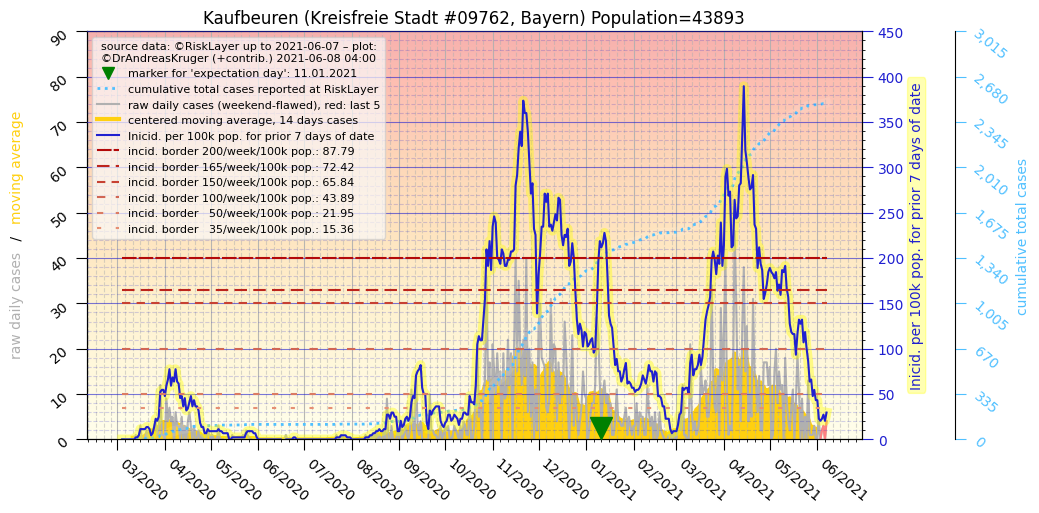 Kaufbeuren (Kreisfreie Stadt #09762, Bayern) Population=43893
source data: ©RiskLayer up to 2021-06-07 – plot:
©DrAndreasKruger (+contrib.) 2021-06-08 04:00
marker for 'expectation day': 11.01.2021
cumulative total cases reported at RiskLayer
raw daily cases (weekend-flawed), red: last 5
centered moving average, 14 days cases
Inicid. per 100k pop. for prior 7 days of date
incid. border 200/week/100k pop.: 87.79
incid. border 165/week/100k pop.: 72.42
incid. border 150/week/100k pop.: 65.84
incid. border 100/week/100k pop.: 43.89
incid. border   50/week/100k pop.: 21.95
incid. border   35/week/100k pop.: 15.36
raw daily cases / moving average
90
80
70
60
50
40
30
20
10
0
450
400
350
300
250
200
150
100
50
0
Inicid. per 100k pop. for prior 7 days of date
3,015
2,680
2,345
2,010
1,675
1,340
1,005
670
335
0
cumulative total cases
03/2020
04/2020
05/2020
06/2020
07/2020
08/2020
09/2020
10/2020
11/2020
12/2020
01/2021
02/2021
03/2021
04/2021
05/2021
06/2021